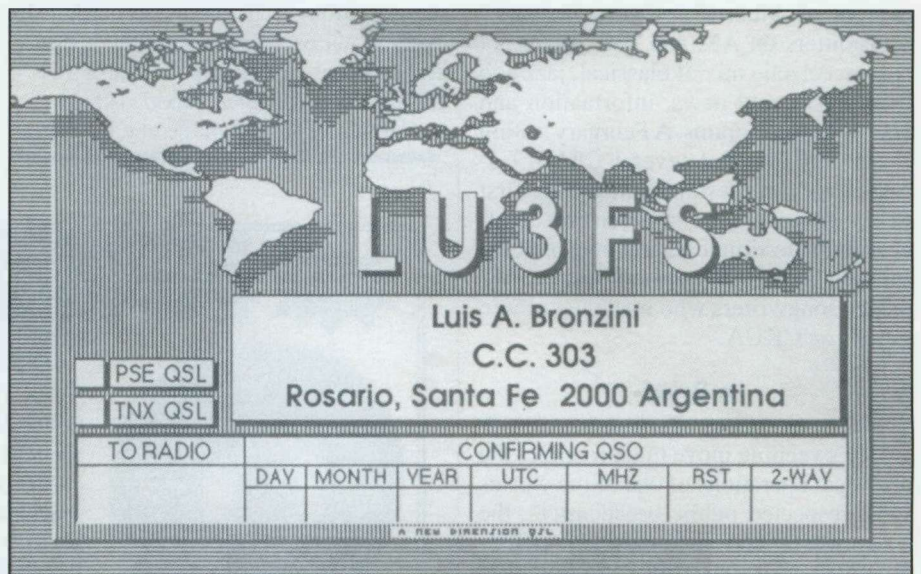 LU3FS
Luis A. Bronzini
C.C. 303
Rosario, Santa Fe 2000 Argentina
PSE QSL
TNX QSL
TO RADIO
CONFIRMING QSO
DAY MONTH YEAR UTC MHZ RST 2-WAY
A NEW DIMENSION QSL